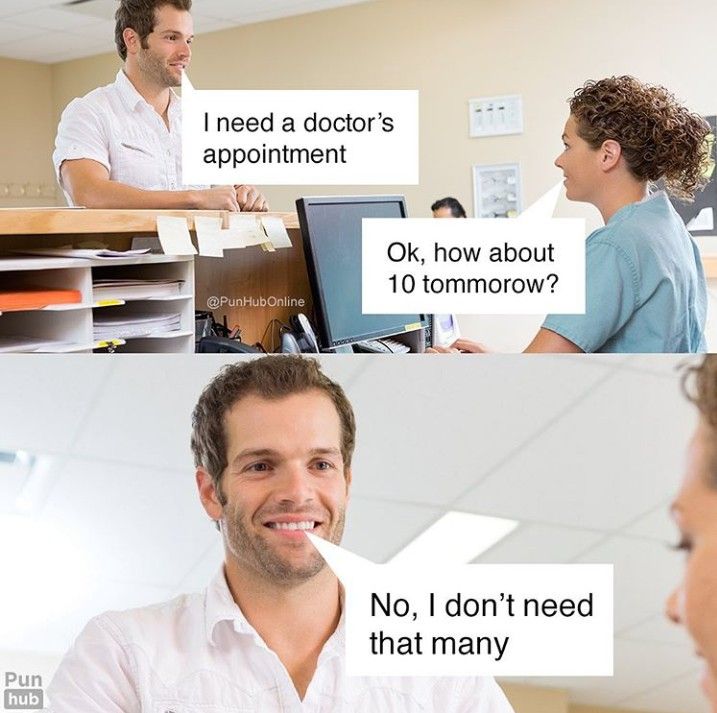 I need a doctor's
appointment
Ok, how about
10 tommorow?
@PunHubOnline
No, I don't need
that many
Pun
hub